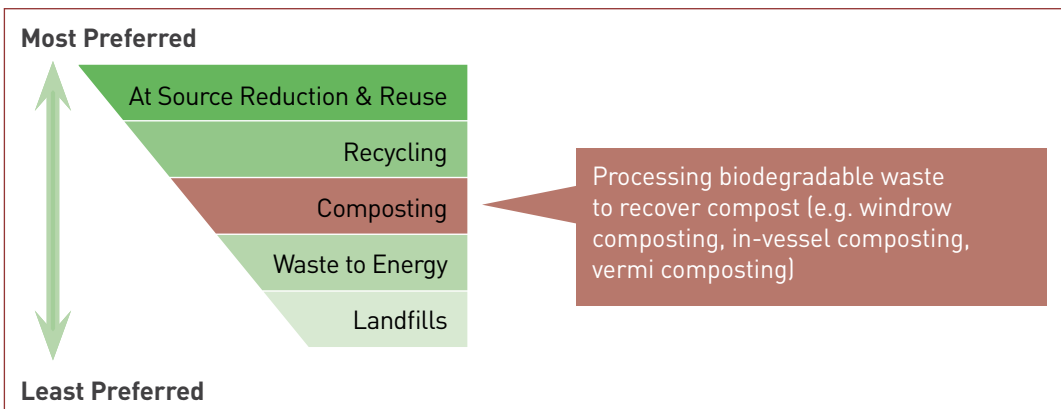 Most Preferred
At Source Reduction & Reuse
Recycling
Composting
Waste to Energy
Landfills
Least Preferred
Processing biodegradable waste
to recover compost (e.g. windrow
composting, in-vessel composting,
vermi composting)